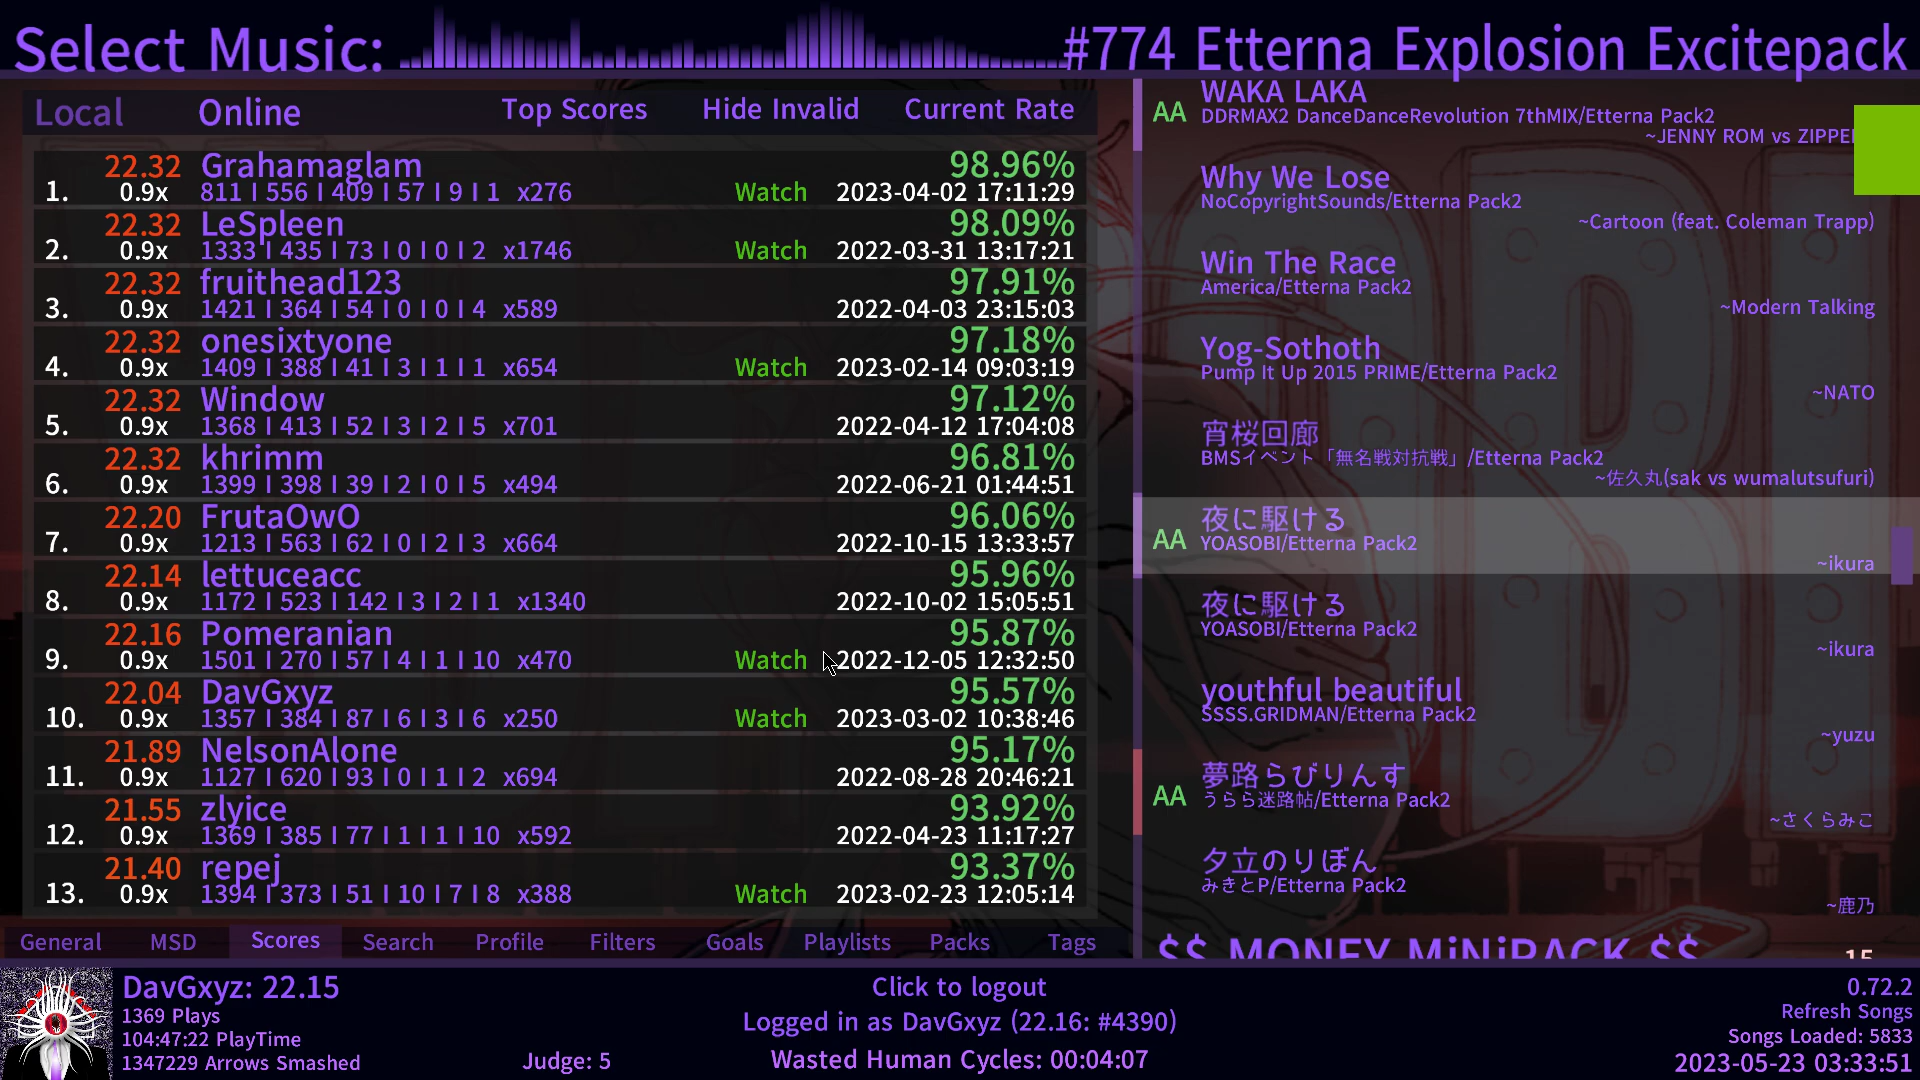 Select Music:
#774 Etterna Explosion Excitepack
Local Online Top Scores Hide Invalid Current Rate
1. 22.32 Grahamaglam 98.96%
0.9x 811 | 556 | 409 | 57 | 9 | 1 x276 Watch 2023-04-02 17:11:29
2. 22.32 LeSpleen 98.09%
0.9x 1333 | 435 | 73 | 0 | 0 | 2 x1746 Watch 2022-03-31 13:17:21
3. 22.32 fruithead123 97.91%
0.9x 1421 | 364 | 54 | 0 | 0 | 4 x589 2022-04-03 23:15:03
4. 22.32 onesixtyone 97.18%
0.9x 1409 | 388 | 41 | 3 | 1 | 1 x654 Watch 2023-02-14 09:03:19
5. 22.32 Window 97.12%
0.9x 1368 | 413 | 52 | 3 | 2 | 5 x701 2022-04-12 17:04:08
6. 22.32 khrimm 96.81%
0.9x 1399 | 398 | 39 | 2 | 0 | 5 x494 2022-06-21 01:44:51
7. 22.20 FrutaOwO 96.06%
0.9x 1213 | 563 | 62 | 0 | 2 | 3 x664 2022-10-15 13:33:57
8. 22.14 lettuceacc 95.96%
0.9x 1172 | 523 | 142 | 3 | 2 | 1 x1340 2022-10-02 15:05:51
9. 22.16 Pomeranian 95.87%
0.9x 1501 | 270 | 57 | 4 | 1 | 10 x470 Watch 2022-12-05 12:32:50
10. 22.04 DavGxyz 95.57%
0.9x 1357 | 384 | 87 | 6 | 3 | 6 x250 Watch 2023-03-02 10:38:46
11. 21.89 NelsonAlone 95.17%
0.9x 1127 | 620 | 93 | 0 | 1 | 2 x694 2022-08-28 20:46:21
12. 21.55 zlyice 93.92%
0.9x 1369 | 385 | 77 | 1 | 1 | 10 x592 2022-04-23 11:17:27
13. 21.40 repej 93.37%
0.9x 1394 | 373 | 51 | 10 | 7 | 8 x388 Watch 2023-02-23 12:05:14
AA WAKA LAKA
DDRMAX2 DanceDanceRevolution 7thMIX/Etterna Pack2
~JENNY ROM vs ZIPPE
Why We Lose
NoCopyrightSounds/Etterna Pack2
~Cartoon (feat. Coleman Trapp)
Win The Race
America/Etterna Pack2
~Modern Talking
Yog-Sothoth
Pump It Up 2015 PRIME/Etterna Pack2
~NATO
宵桜回廊
BMSイベント「無名戦対抗戦」/Etterna Pack2
~佐久丸(sak vs wumalutsufuri)
AA 夜に駆ける
YOASOBI/Etterna Pack2
~ikura
夜に駆ける
YOASOBI/Etterna Pack2
~ikura
youthful beautiful
SSSS.GRIDMAN/Etterna Pack2
~yuzu
AA 夢路らびりんす
うらら迷路帖/Etterna Pack2
~さくらみこ
夕立のりぼん
みきとP/Etterna Pack2
~鹿乃
$$ MONEY MiNiPACK $$ 15
General MSD Scores Search Profile Filters Goals Playlists Packs Tags
DavGxyz: 22.15
1369 Plays
104:47:22 PlayTime
1347229 Arrows Smashed
Judge: 5
Click to logout
Logged in as DavGxyz (22.16: #4390)
Wasted Human Cycles: 00:04:07
0.72.2
Refresh Songs
Songs Loaded: 5833
2023-05-23 03:33:51